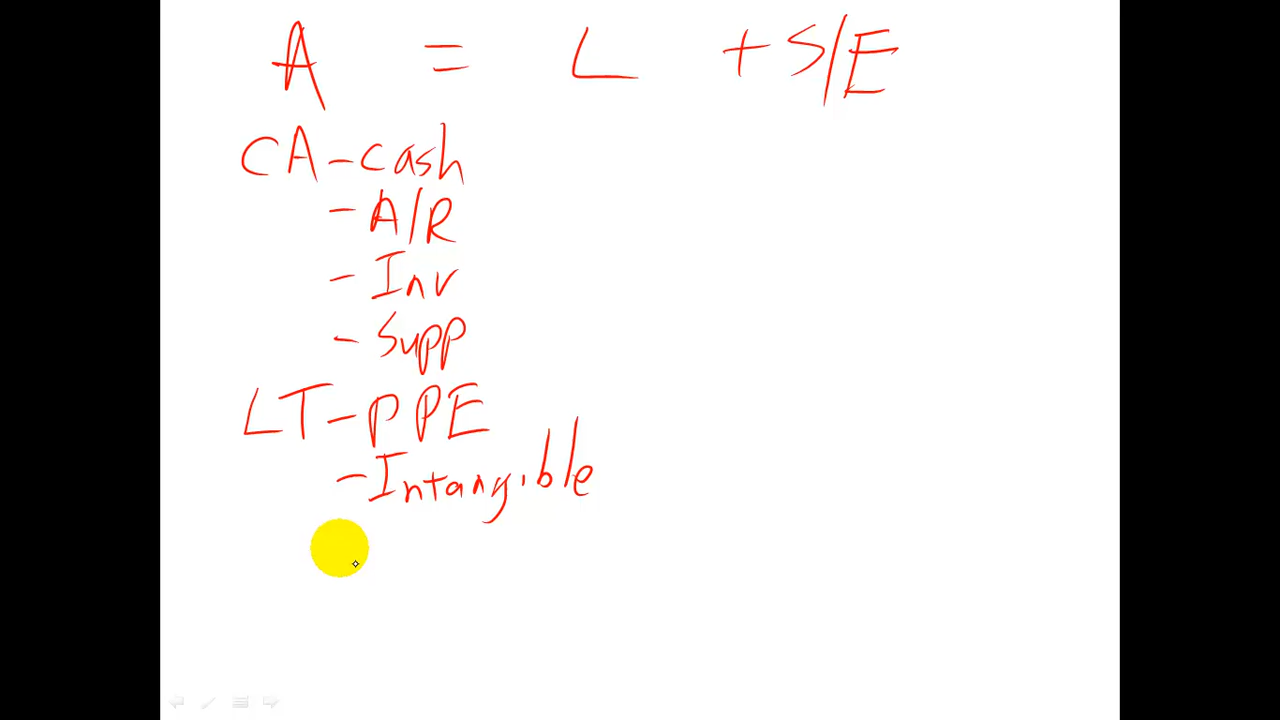 A = L + S/E
CA - cash
- A/R
- Inv
- Supp
LT - PPE
- Intangible